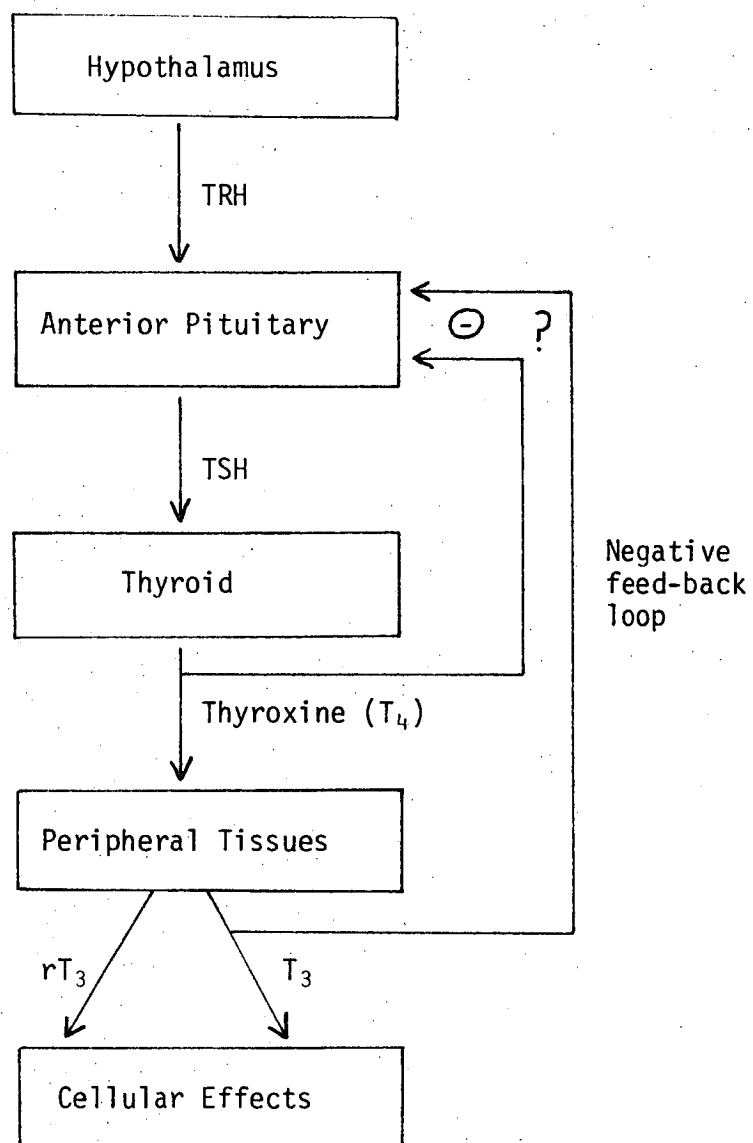 Hypothalamus
TRH
Anterior Pituitary
⊖ ?
TSH
Thyroid
Negative
feed-back
loop
Thyroxine (T₄)
Peripheral Tissues
rT₃
T₃
Cellular Effects